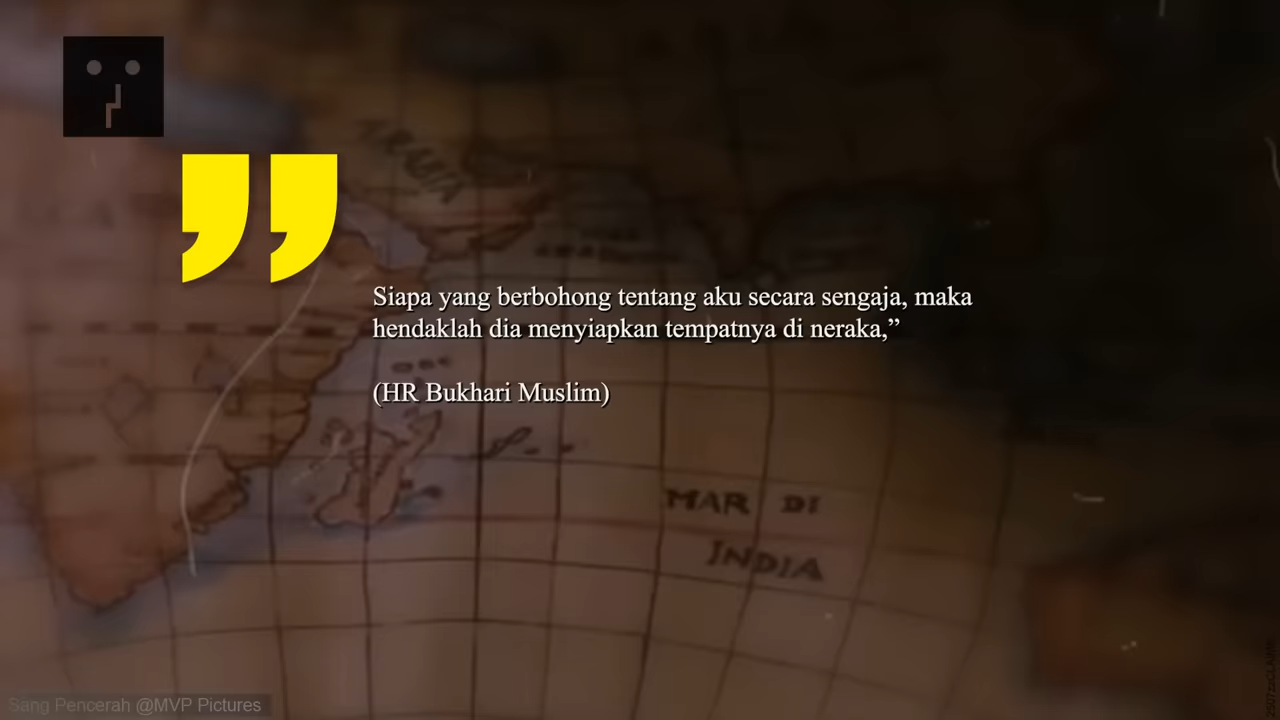 ARABIA
Siapa yang berbohong tentang aku secara sengaja, maka
hendaklah dia menyiapkan tempatnya di neraka,”
(HR Bukhari Muslim)
MAR DI
INDIA
Sang Pencerah @MVP Pictures